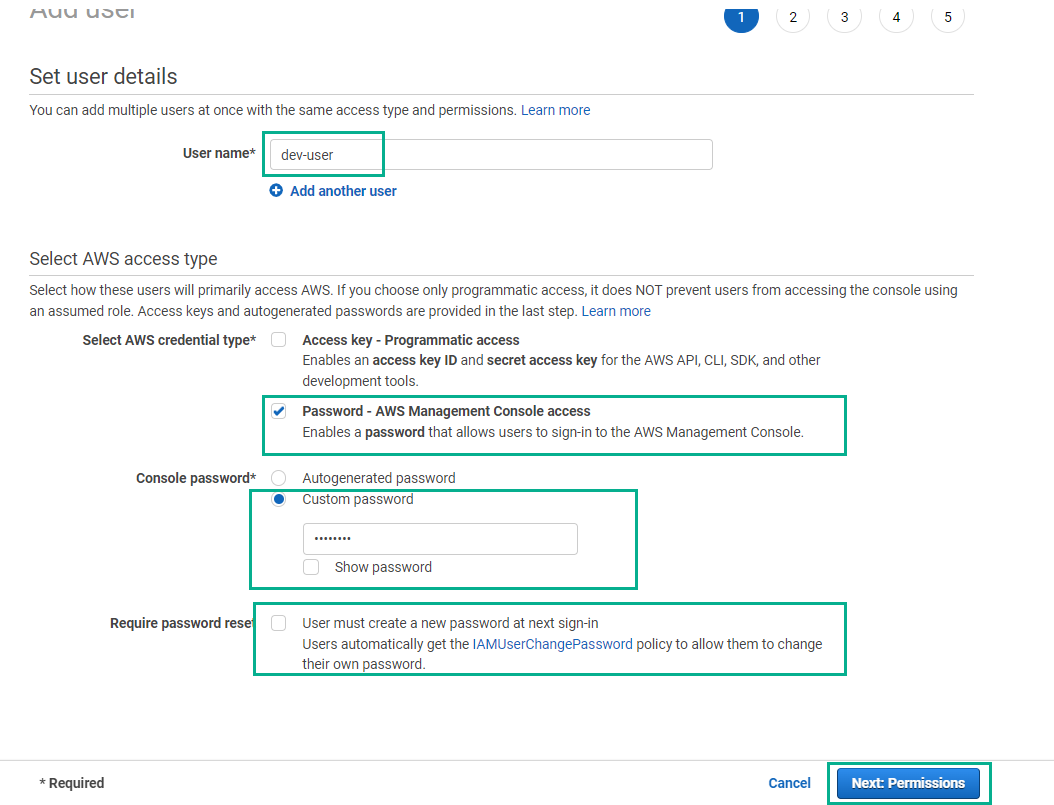 Add user
1 2 3 4 5
Set user details
You can add multiple users at once with the same access type and permissions. Learn more
User name* dev-user
Add another user
Select AWS access type
Select how these users will primarily access AWS. If you choose only programmatic access, it does NOT prevent users from accessing the console using
an assumed role. Access keys and autogenerated passwords are provided in the last step. Learn more
Select AWS credential type* Access key - Programmatic access
Enables an access key ID and secret access key for the AWS API, CLI, SDK, and other
development tools.
Password - AWS Management Console access
Enables a password that allows users to sign-in to the AWS Management Console.
Console password* Autogenerated password
Custom password
••••••••
Show password
Require password reset User must create a new password at next sign-in
Users automatically get the IAMUserChangePassword policy to allow them to change
their own password.
* Required Cancel Next: Permissions